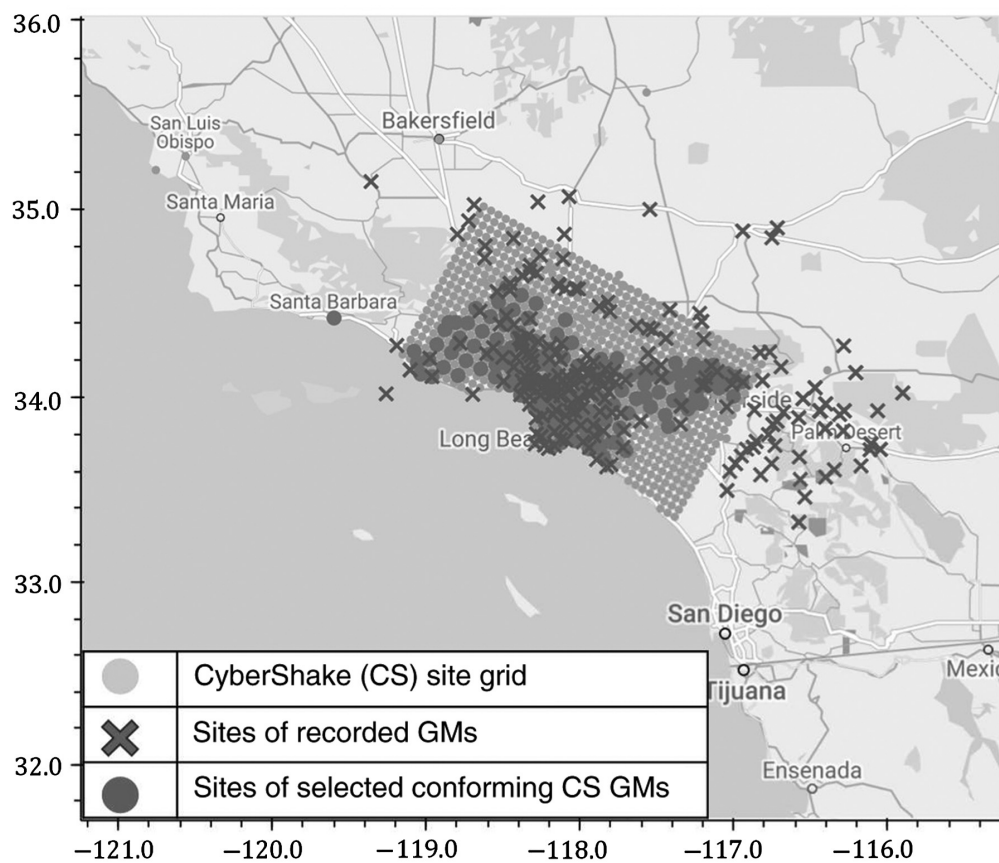 36.0
San Luis
Obispo
Bakersfield
35.0
Santa Maria
Santa Barbara
34.0
rside
Long Bea
Palm Desert
33.0
San Diego
Tijuana
Mexic
CyberShake (CS) site grid
Sites of recorded GMs
Sites of selected conforming CS GMs
32.0
Ensenada
−121.0 −120.0 −119.0 −118.0 −117.0 −116.0